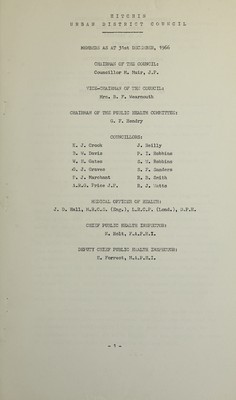 HITCHIN
URBAN DISTRICT COUNCIL
MEMBERS AS AT 31st DECEMBER, 1966
CHAIRMAN OF THE COUNCIL:
Councillor M. Muir, J.P.
VICE-CHAIRMAN OF THE COUNCIL:
Mrs. B. F. Wearmouth
CHAIRMAN OF THE PUBLIC HEALTH COMMITTEE:
G. F. Hendry
COUNCILLORS:
K. J. Crook J. Reilly
D. W. Davis P. I. Robbins
W. E. Gates S. U. Robbins
J. Graves S. F. Saunders
F. J. Marchant R. D. Smith
A.R.G. Price J.P. R. J. Watts
MEDICAL OFFICER OF HEALTH:
J. D. Hall, M.R.C.S. (Eng.), L.R.C.P. (Lond.), D.P.H.
CHIEF PUBLIC HEALTH INSPECTOR:
H. Holt, F.A.P.H.I.
DEPUTY CHIEF PUBLIC HEALTH INSPECTOR:
K. Forrest, M.A.P.H.I.
- 1 -